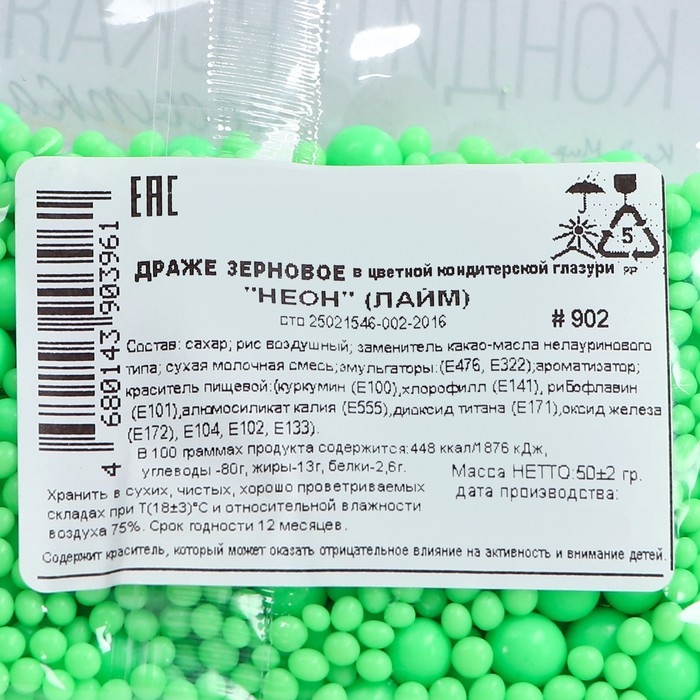 КОНДИТ
ЕАС
5
PP
ДРАЖЕ ЗЕРНОВОЕ в цветной кондитерской глазури
"НЕОН" (ЛАЙМ)
сто 25021546-002-2016
# 902
Состав: сахар; рис воздушный; заменитель какао-масла нелауринового
типа; сухая молочная смесь;эмульгаторы:(Е476, Е322);ароматизатор;
краситель пищевой:(куркумин (Е100),хлорофилл (Е141), рибофлавин
(Е101),алюмосиликат калия (Е555),диоксид титана (Е171),оксид железа
(Е172), Е104, Е102, Е133).
В 100 граммах продукта содержится:448 ккал/1876 кДж,
углеводы -80г, жиры-13г, белки-2,6г.
Масса НЕТТО:50±2 гр.
дата производства:
Хранить в сухих, чистых, хорошо проветриваемых
складах при Т(18±3)°С и относительной влажности
воздуха 75%. Срок годности 12 месяцев.
Содержит краситель, который может оказать отрицательное влияние на активность и внимание детей.
4 680143 903961